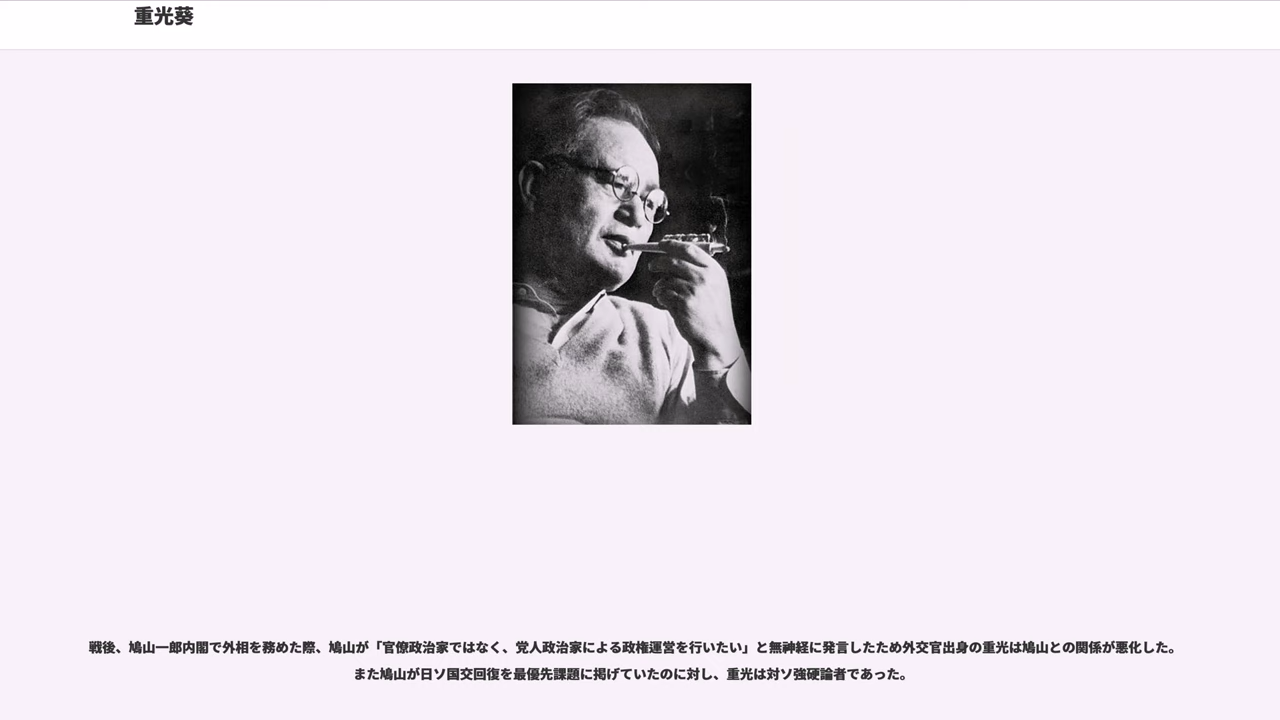 重光葵
戦後、鳩山一郎内閣で外相を務めた際、鳩山が「官僚政治家ではなく、党人政治家による政権運営を行いたい」と無神経に発言したため外交官出身の重光は鳩山との関係が悪化した。
また鳩山が日ソ国交回復を最優先課題に掲げていたのに対し、重光は対ソ強硬論者であった。